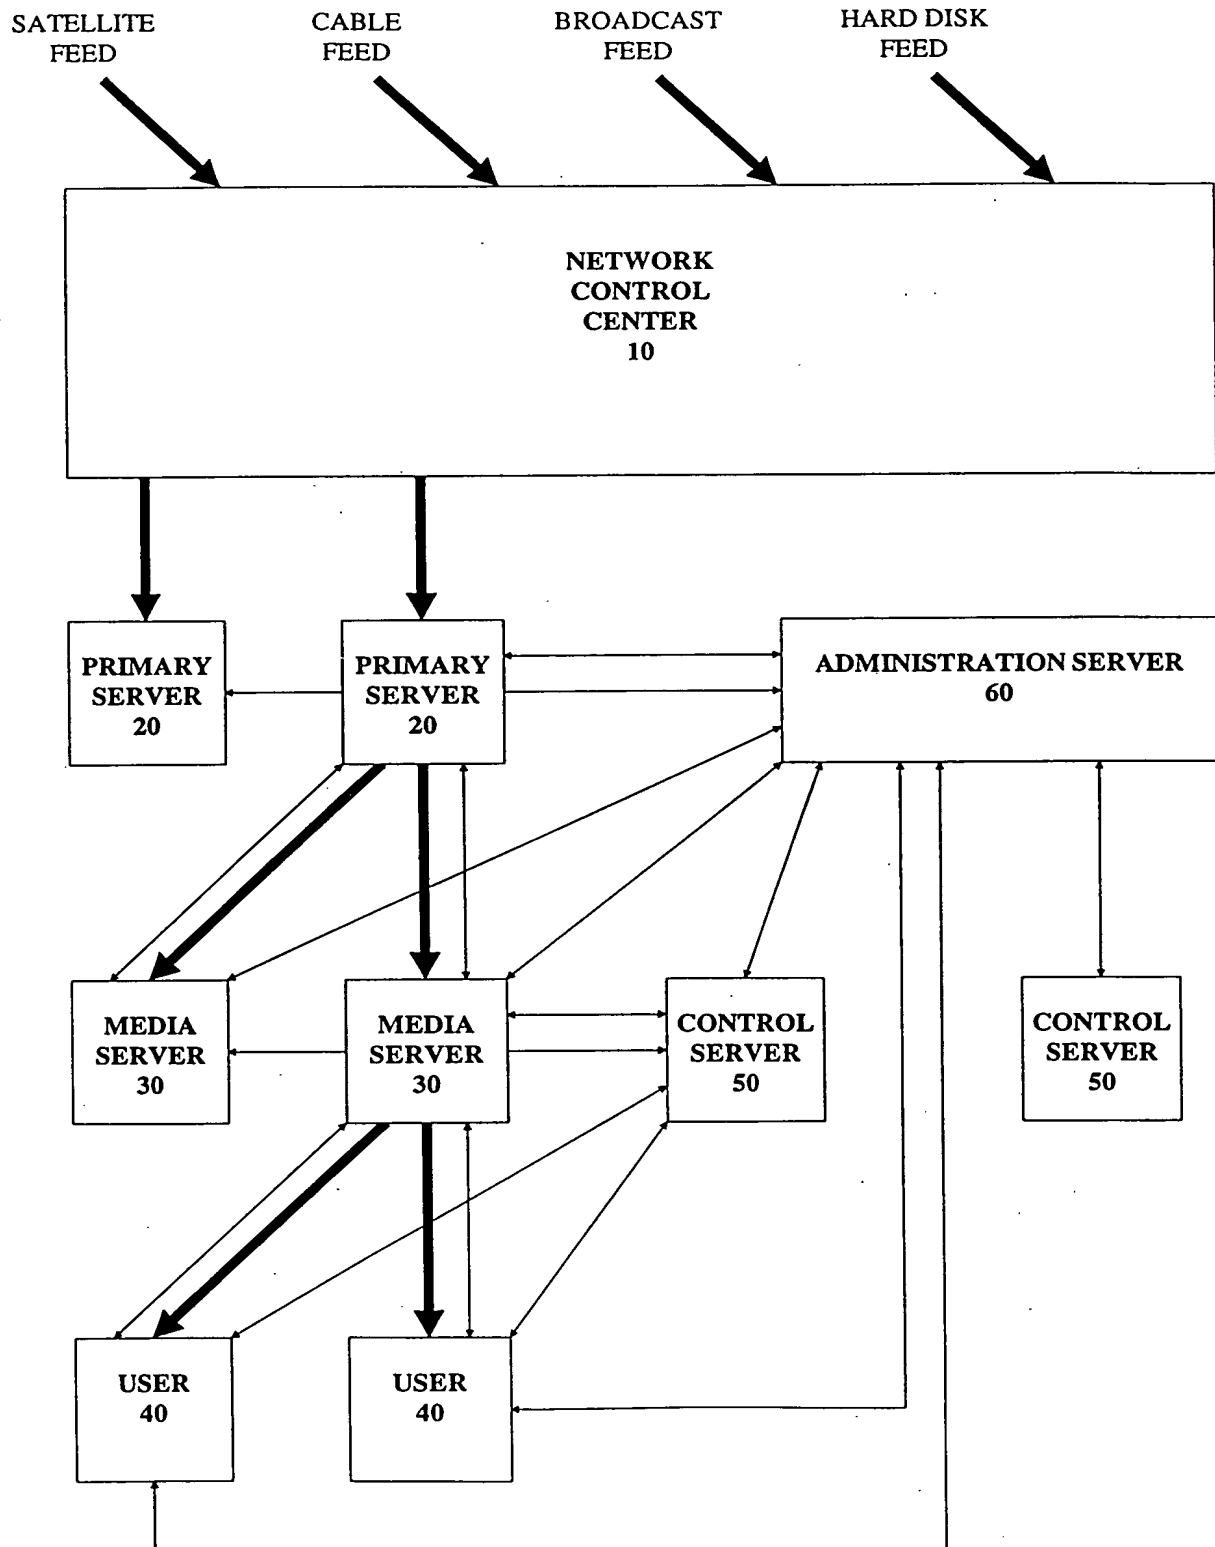 SATELLITE
FEED
CABLE
FEED
BROADCAST
FEED
HARD DISK
FEED
NETWORK
CONTROL
CENTER
10
PRIMARY
SERVER
20
PRIMARY
SERVER
20
ADMINISTRATION SERVER
60
MEDIA
SERVER
30
MEDIA
SERVER
30
CONTROL
SERVER
50
CONTROL
SERVER
50
USER
40
USER
40